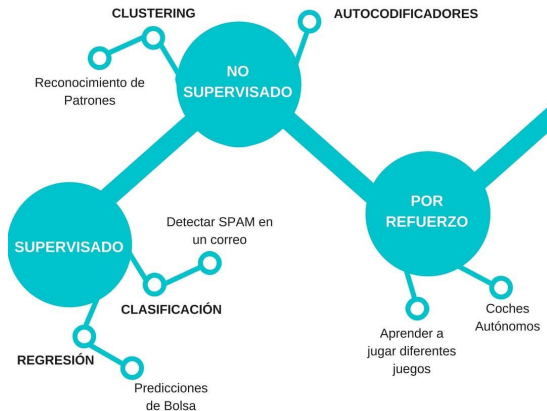 CLUSTERING
AUTOCODIFICADORES
Reconocimiento de
Patrones
NO
SUPERVISADO
POR
REFUERZO
SUPERVISADO
Detectar SPAM en
un correo
CLASIFICACIÓN
REGRESIÓN
Predicciones
de Bolsa
Aprender a
jugar diferentes
juegos
Coches
Autónomos